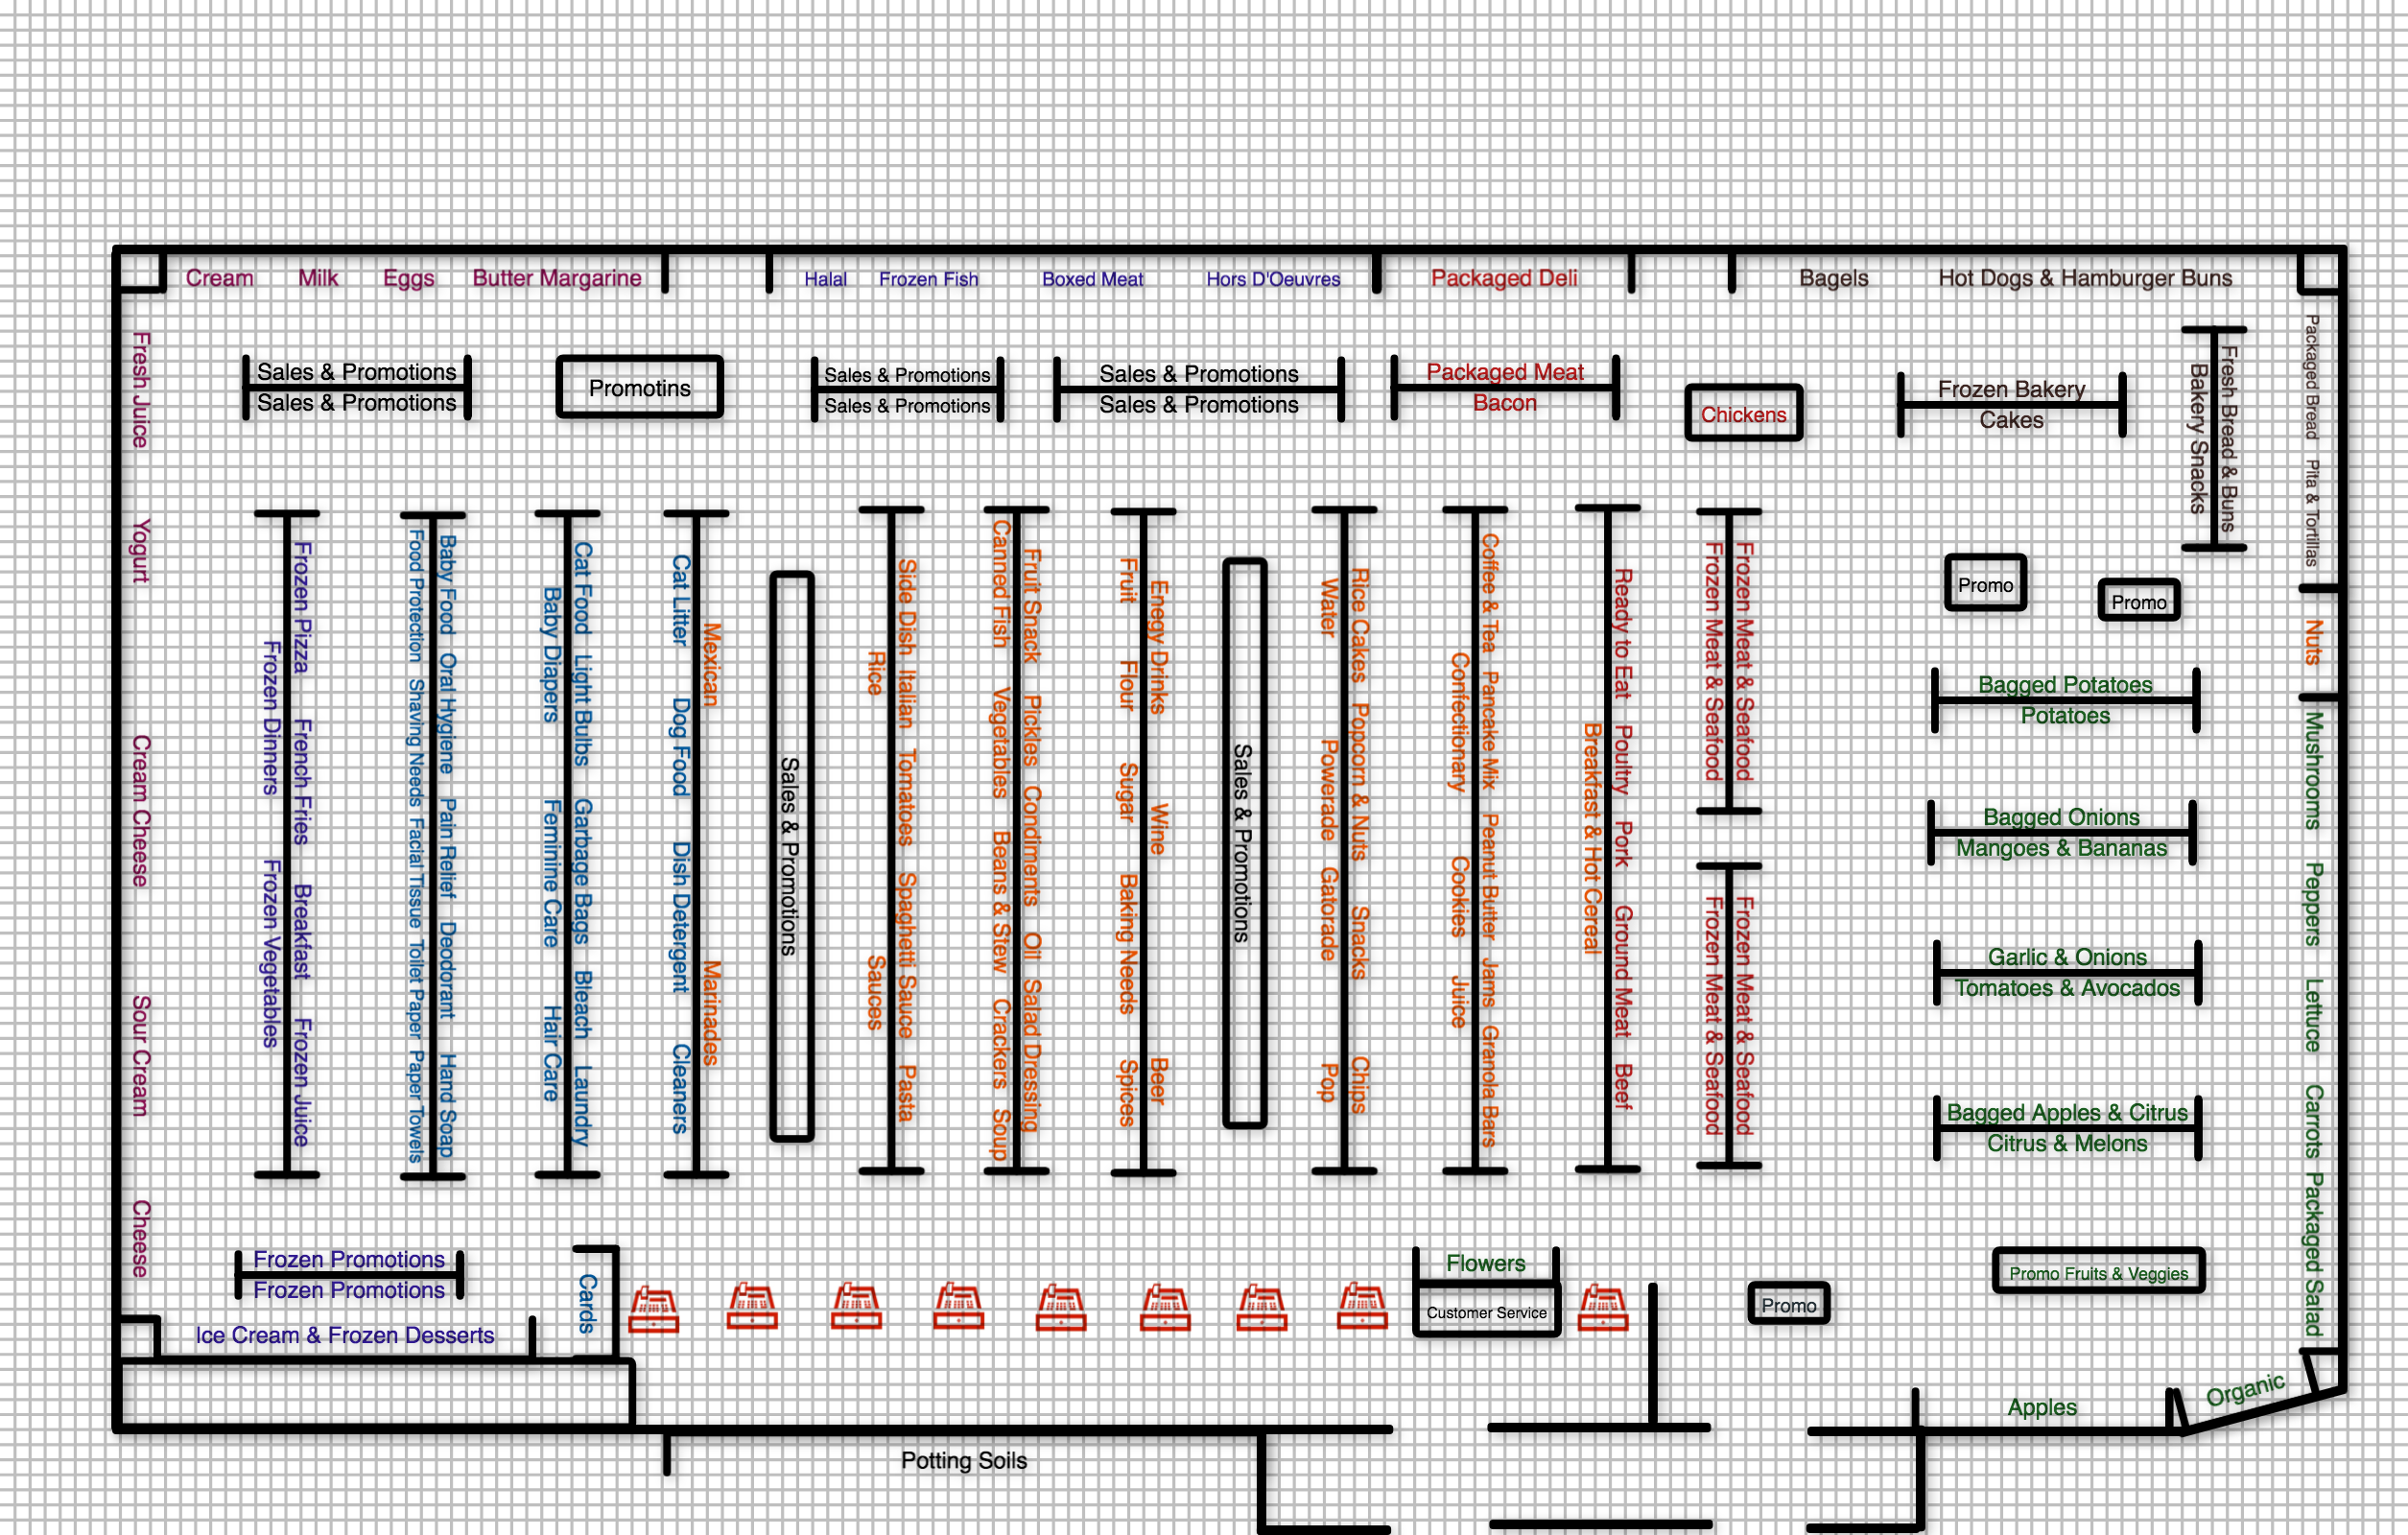 Cream Milk Eggs Butter Margarine
Halal Frozen Fish Boxed Meat Hors D'Oeuvres
Packaged Deli
Bagels Hot Dogs & Hamburger Buns
Fresh Juice
Yogurt
Cream Cheese
Sour Cream
Cheese
Sales & Promotions
Sales & Promotions
Promotins
Sales & Promotions
Sales & Promotions
Sales & Promotions
Sales & Promotions
Packaged Meat
Bacon
Chickens
Frozen Bakery
Cakes
Fresh Bread & Buns
Bakery Snacks
Packaged Bread Pita & Tortillas
Nuts
Mushrooms Peppers Lettuce Carrots Packaged Salad
Frozen Pizza French Fries Breakfast Frozen Juice
Frozen Dinners Frozen Vegetables
Baby Food Oral Hygiene Pain Relief Deodorant Hand Soap
Food Protection Shaving Needs Facial Tissue Toilet Paper Paper Towels
Cat Food Light Bulbs Garbage Bags Bleach Laundry
Baby Diapers Feminine Care Hair Care
Mexican Marinades
Cat Litter Dog Food Dish Detergent Cleaners
Sales & Promotions
Side Dish Italian Tomatoes Spaghetti Sauce Pasta
Rice Sauces
Fruit Snack Pickles Condiments Oil Salad Dressing
Canned Fish Vegetables Beans & Stew Crackers Soup
Enegy Drinks Wine Beer
Fruit Flour Sugar Baking Needs Spices
Sales & Promotions
Rice Cakes Popcorn & Nuts Snacks Chips
Water Powerade Gatorade Pop
Coffee & Tea Pancake Mix Peanut Butter Jams Granola Bars
Confectionary Cookies Juice
Ready to Eat Poultry Pork Ground Meat Beef
Breakfast & Hot Cereal
Frozen Meat & Seafood
Frozen Meat & Seafood
Frozen Meat & Seafood
Frozen Meat & Seafood
Promo
Promo
Bagged Potatoes
Potatoes
Bagged Onions
Mangoes & Bananas
Garlic & Onions
Tomatoes & Avocados
Bagged Apples & Citrus
Citrus & Melons
Frozen Promotions
Frozen Promotions
Ice Cream & Frozen Desserts
Cards
Flowers
Customer Service
Promo
Promo Fruits & Veggies
Apples
Organic
Potting Soils